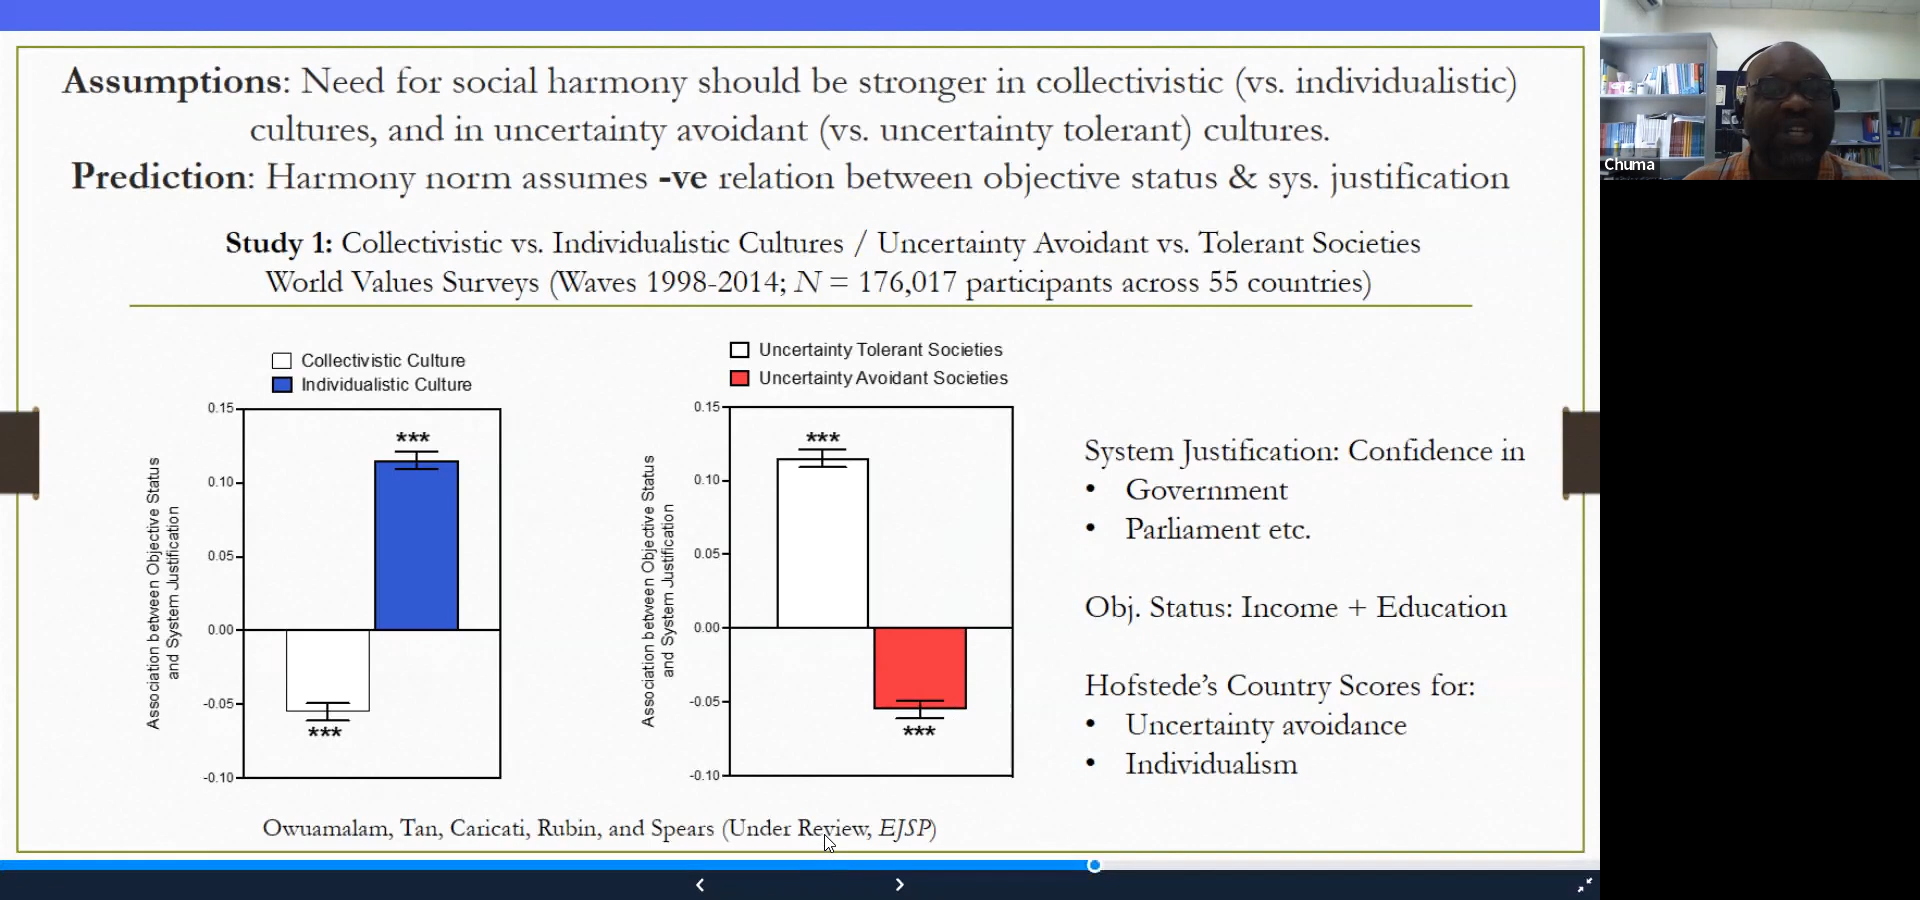 Assumptions: Need for social harmony should be stronger in collectivistic (vs. individualistic)
cultures, and in uncertainty avoidant (vs. uncertainty tolerant) cultures.
Prediction: Harmony norm assumes -ve relation between objective status & sys. justification
Study 1: Collectivistic vs. Individualistic Cultures / Uncertainty Avoidant vs. Tolerant Societies
World Values Surveys (Waves 1998-2014; N = 176,017 participants across 55 countries)
Collectivistic Culture
Individualistic Culture
0.15
0.10
0.05
0.00
-0.05
-0.10
Association between Objective Status
and System Justification
***
***
Uncertainty Tolerant Societies
Uncertainty Avoidant Societies
0.15
0.10
0.05
0.00
-0.05
-0.10
Association between Objective Status
and System Justification
***
***
System Justification: Confidence in
• Government
• Parliament etc.
Obj. Status: Income + Education
Hofstede’s Country Scores for:
• Uncertainty avoidance
• Individualism
Owuamalam, Tan, Caricati, Rubin, and Spears (Under Review, EJSP)
Chuma